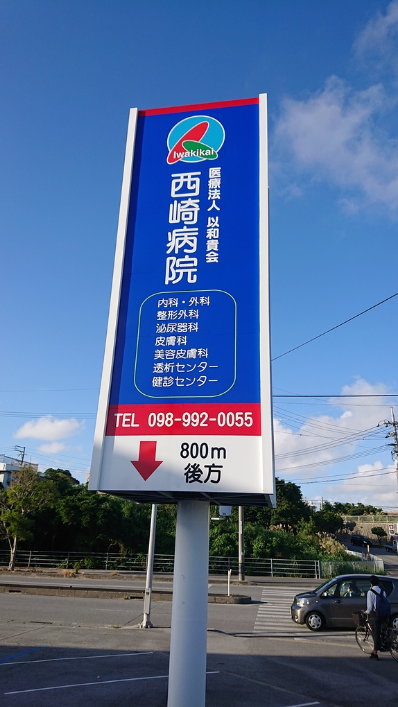 Iwakikai
医療法人 以和貴会
西崎病院
内科・外科
整形外科
泌尿器科
皮膚科
美容皮膚科
透析センター
健診センター
TEL 098-992-0055
800m
後方